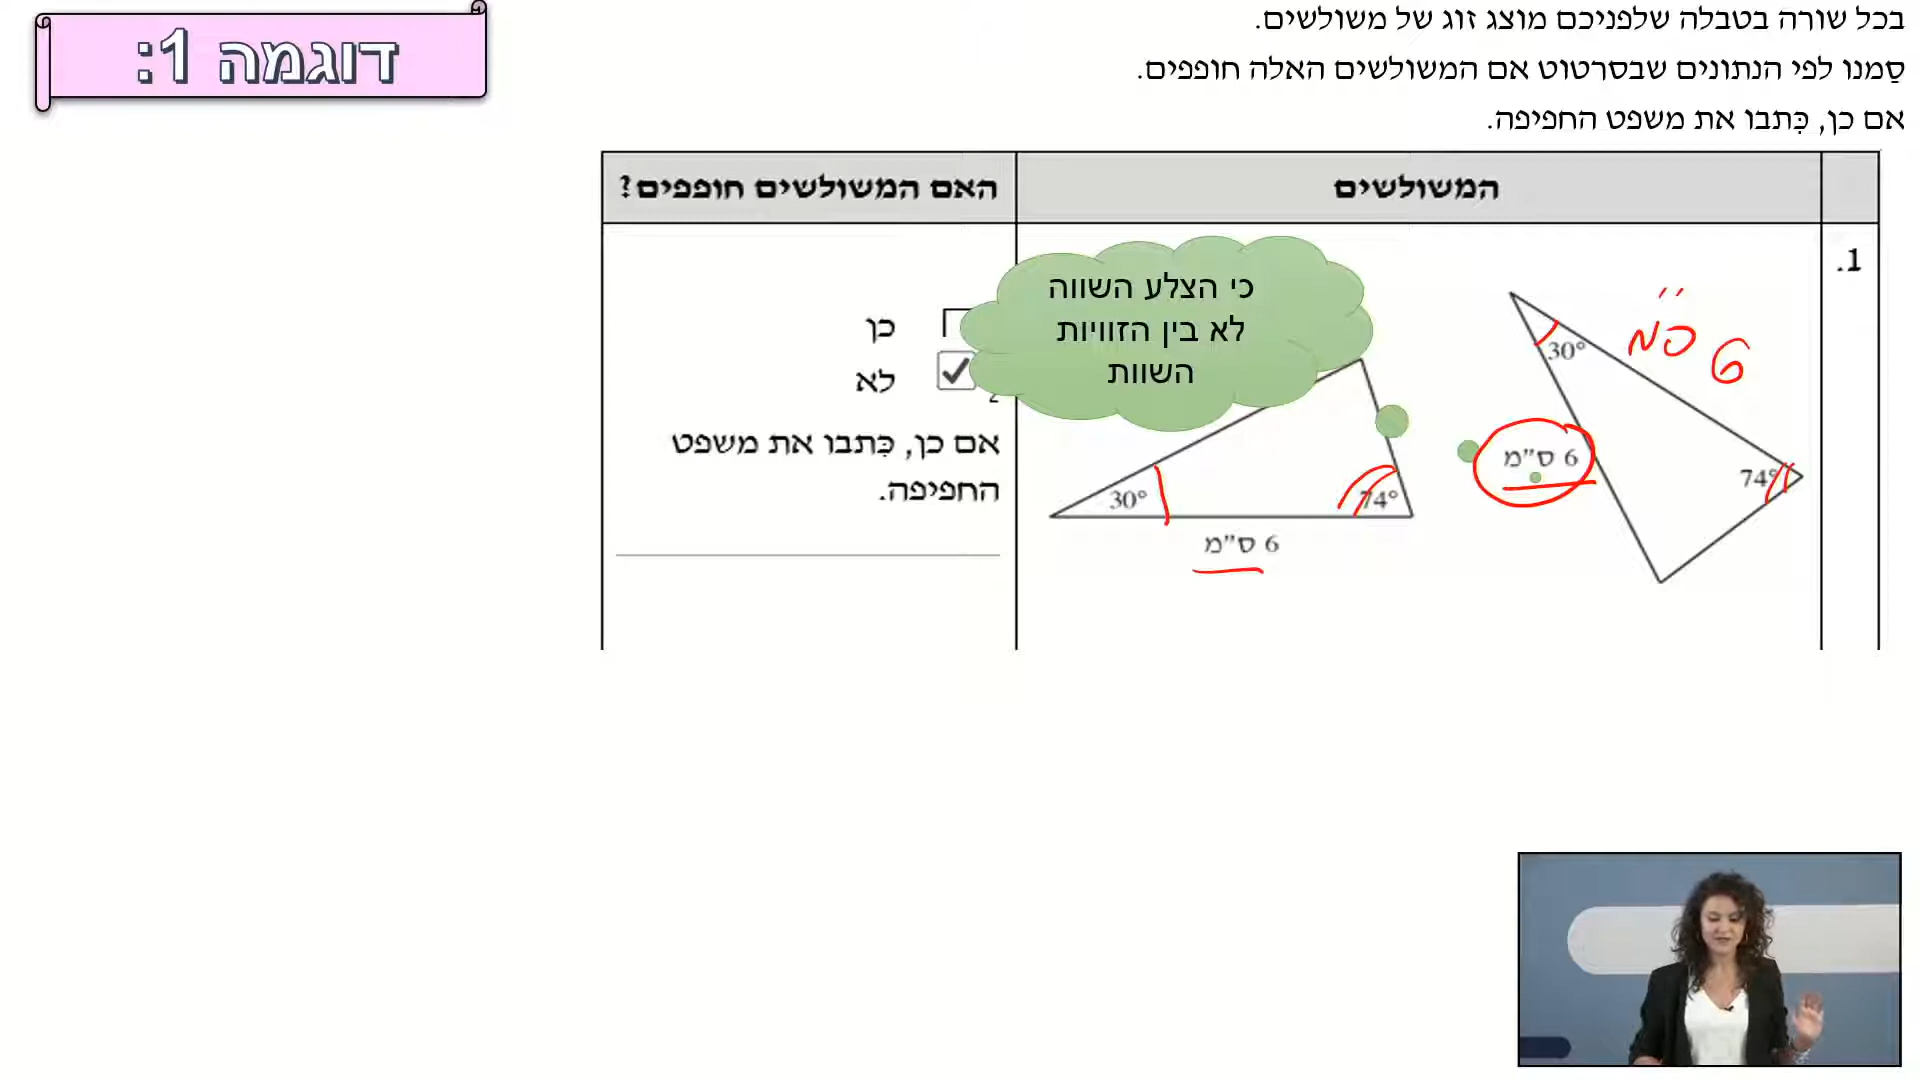 דוגמה 1:
בכל שורה בטבלה שלפניכם מוצג זוג של משולשים.
סַמנו לפי הנתונים שבסרטוט אם המשולשים האלה חופפים.
אם כן, כִּתבו את משפט החפיפה.
המשולשים
האם המשולשים חופפים?
1.
30°
6 ס"מ
6 ס"מ
74°
כי הצלע השווה
לא בין הזוויות
השוות
30°
74°
6 ס"מ
כן
לא
אם כן, כִּתבו את משפט
החפיפה.